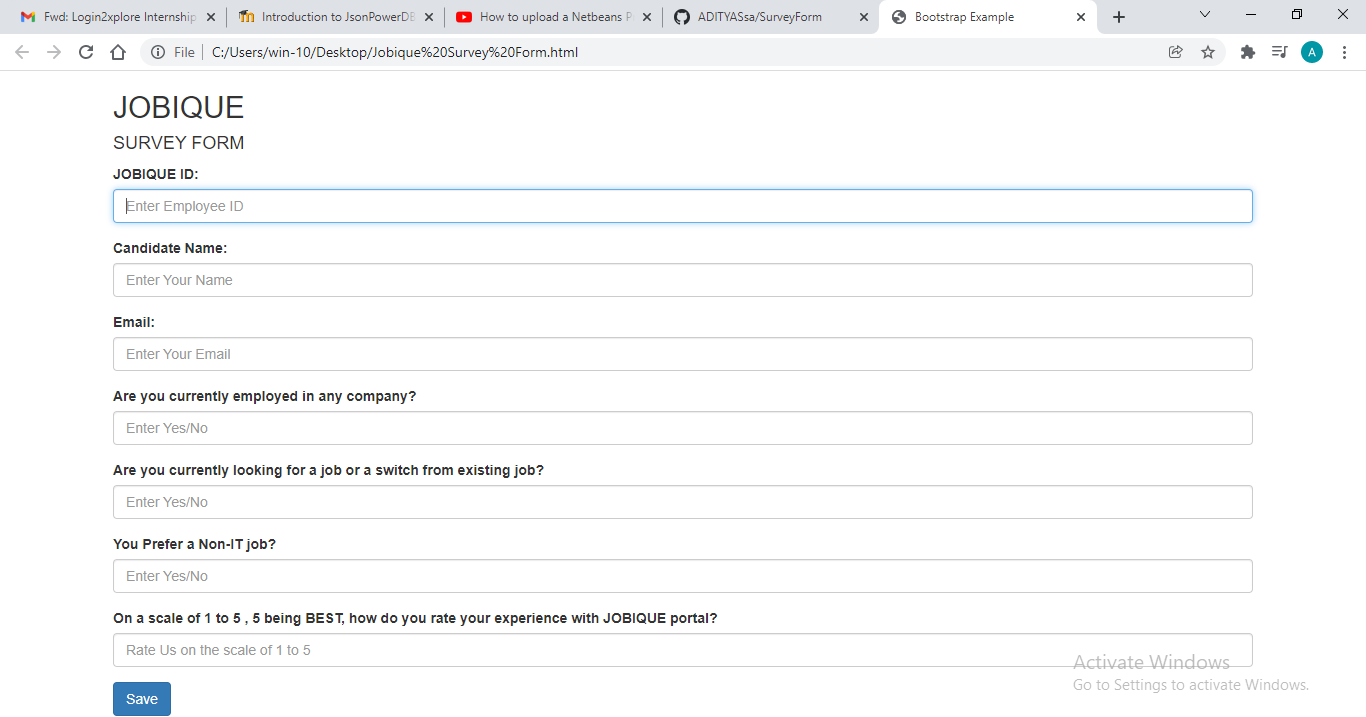 Fwd: Login2xplore Internship
Introduction to JsonPowerDB
How to upload a Netbeans P
ADITYASsa/SurveyForm
Bootstrap Example
File
C:/Users/win-10/Desktop/Jobique%20Survey%20Form.html
A
JOBIQUE
SURVEY FORM
JOBIQUE ID:
Enter Employee ID
Candidate Name:
Enter Your Name
Email:
Enter Your Email
Are you currently employed in any company?
Enter Yes/No
Are you currently looking for a job or a switch from existing job?
Enter Yes/No
You Prefer a Non-IT job?
Enter Yes/No
On a scale of 1 to 5 , 5 being BEST, how do you rate your experience with JOBIQUE portal?
Rate Us on the scale of 1 to 5
Save
Activate Windows
Go to Settings to activate Windows.